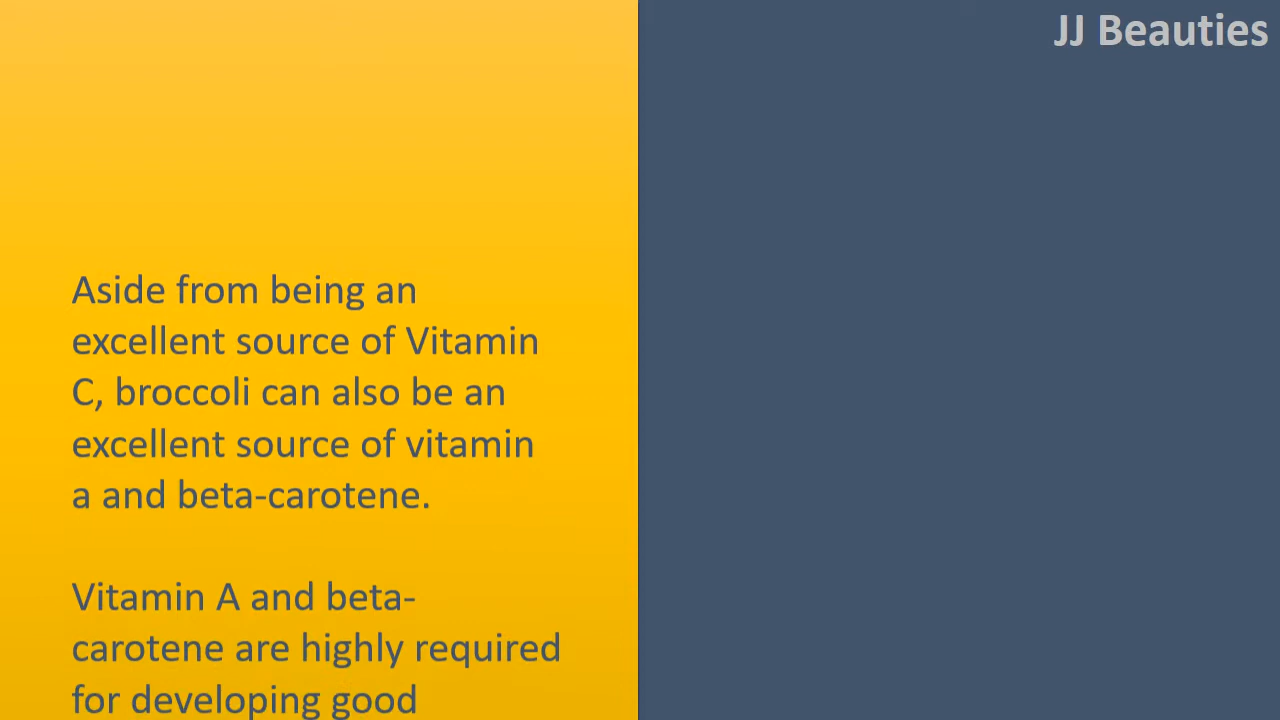 JJ Beauties
Aside from being an
excellent source of Vitamin
C, broccoli can also be an
excellent source of vitamin
a and beta-carotene.
Vitamin A and beta-
carotene are highly required
for developing good